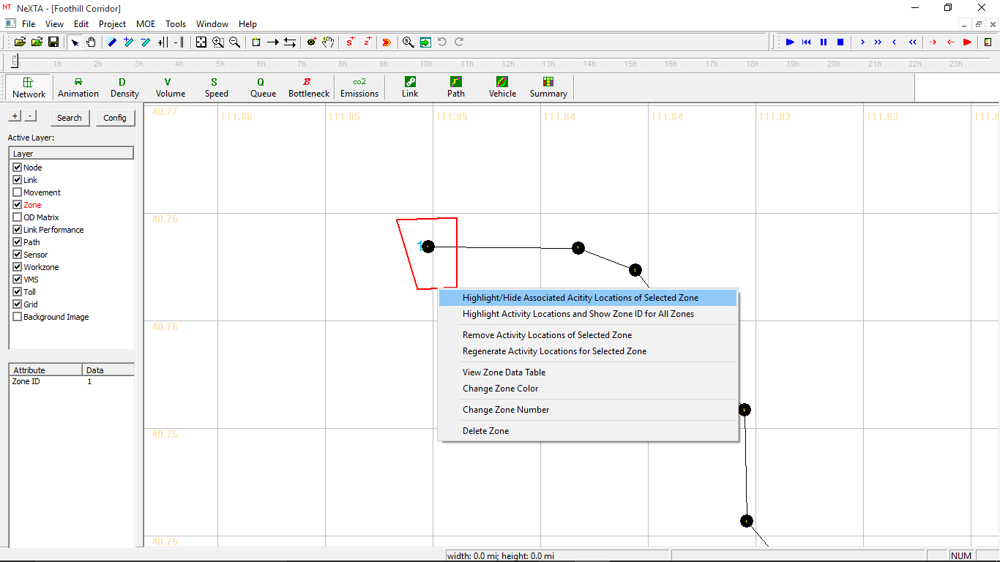 NT NeXTA - [Foothill Corridor]
File View Edit Project MOE Tools Window Help
1h 2h 3h 4h 5h 6h 7h 8h 9h 10h 11h 12h 13h 14h 15h 16h 17h 18h 19h 20h 21h 22h 23h
D V S Q B co2
Network Animation Density Volume Speed Queue Bottleneck Emissions Link Path Vehicle Summary
+ - Search Config
Active Layer:
Layer
Node
Link
Movement
Zone
OD Matrix
Link Performance
Path
Sensor
Workzone
VMS
Toll
Grid
Background Image
Attribute Data
Zone ID 1
40.77
111.86 111.85 111.85 111.84 111.84 111.83 111.83 111.8
40.76
1
40.76
40.75
40.75
Highlight/Hide Associated Acitity Locations of Selected Zone
Highlight Activity Locations and Show Zone ID for All Zones
Remove Activity Locations of Selected Zone
Regenerate Activity Locations for Selected Zone
View Zone Data Table
Change Zone Color
Change Zone Number
Delete Zone
width: 0.0 mi; height: 0.0 mi
NUM